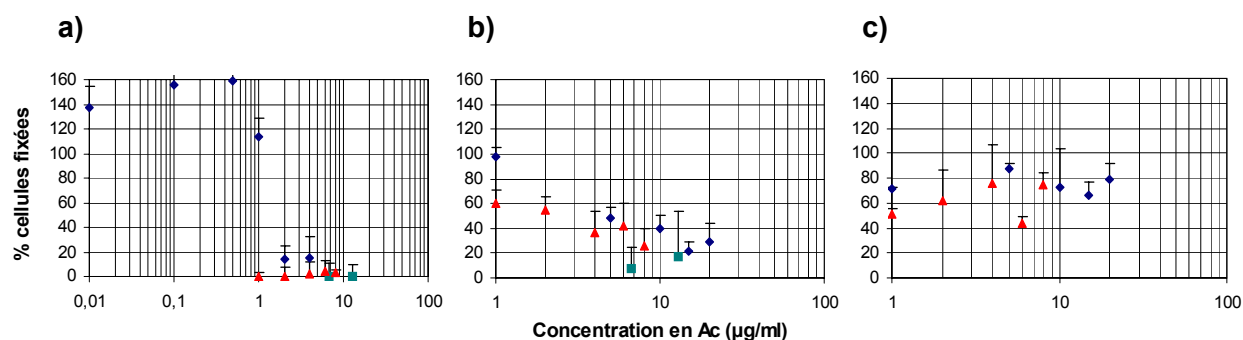 a) b) c)
% cellules fixées
160 160 160
140 140 140
120 120 120
100 100 100
80 80 80
60 60 60
40 40 40
20 20 20
0 0 0
0,01 0,1 1 10 100 1 10 100 1 10 100
Concentration en Ac (µg/ml)